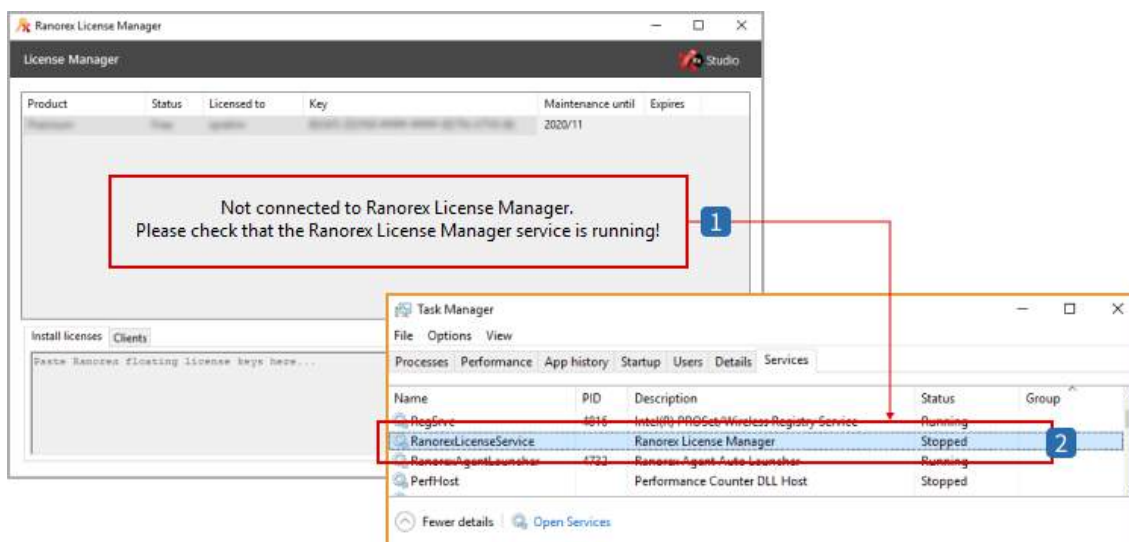 Ranorex License Manager
License Manager
Studio
Product Status Licensed to Key Maintenance until Expires
2020/11
Not connected to Ranorex License Manager.
Please check that the Ranorex License Manager service is running!
1
Install licenses Clients
Paste Ranorex floating license keys here...
Task Manager
File Options View
Processes Performance App history Startup Users Details Services
Name PID Description Status Group
RegSrvc 4816 Intel(R) PROSet/Wireless Registry Service Running
RanorexLicenseService Ranorex License Manager Stopped
2
RanorexAgentLauncher 4732 Ranorex Agent Auto Launcher Running
PerfHost Performance Counter DLL Host Stopped
Fewer details Open Services